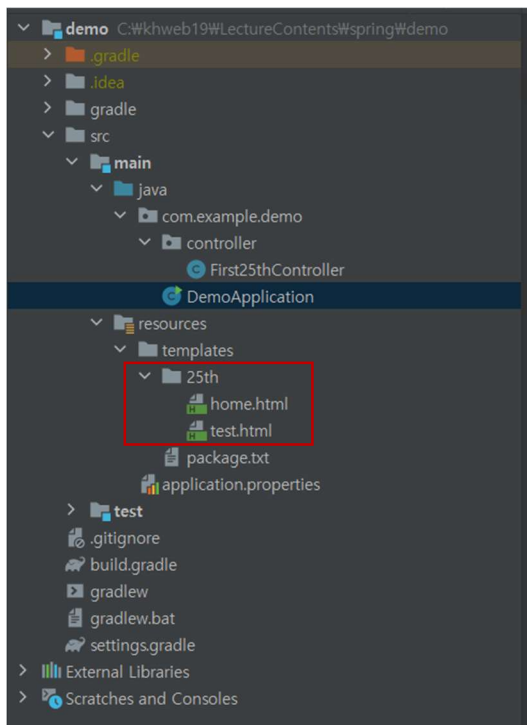 demo C:₩khweb19₩LectureContents₩spring₩demo
.gradle
.idea
gradle
src
main
java
com.example.demo
controller
First25thController
DemoApplication
resources
templates
25th
home.html
test.html
package.txt
application.properties
test
.gitignore
build.gradle
gradlew
gradlew.bat
settings.gradle
External Libraries
Scratches and Consoles